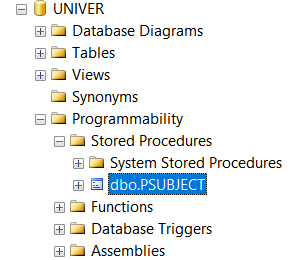 UNIVER
Database Diagrams
Tables
Views
Synonyms
Programmability
Stored Procedures
System Stored Procedures
dbo.PSUBJECT
Functions
Database Triggers
Assemblies